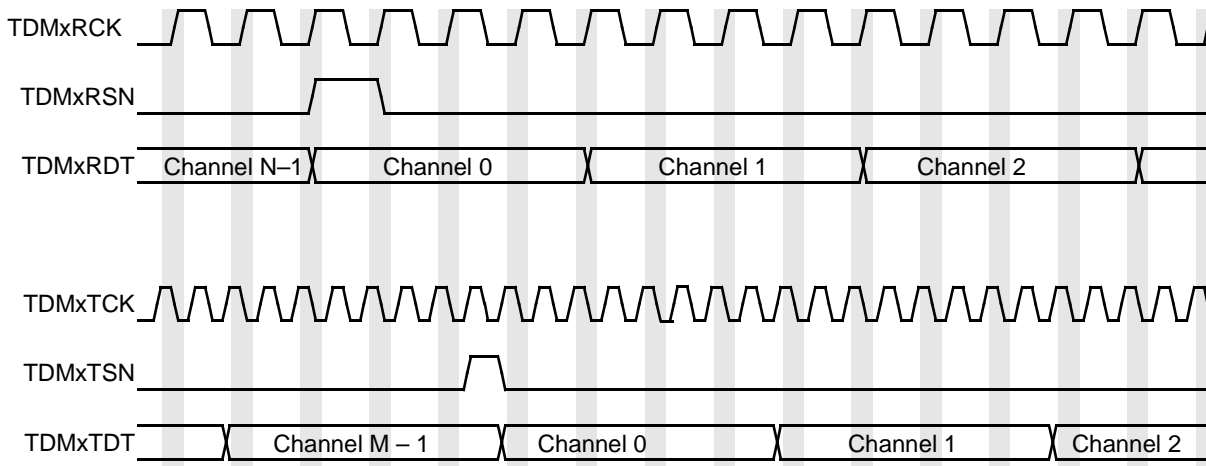 TDMxRCK
TDMxRSN
TDMxRDT Channel N–1 Channel 0 Channel 1 Channel 2
TDMxTCK
TDMxTSN
TDMxTDT Channel M – 1 Channel 0 Channel 1 Channel 2